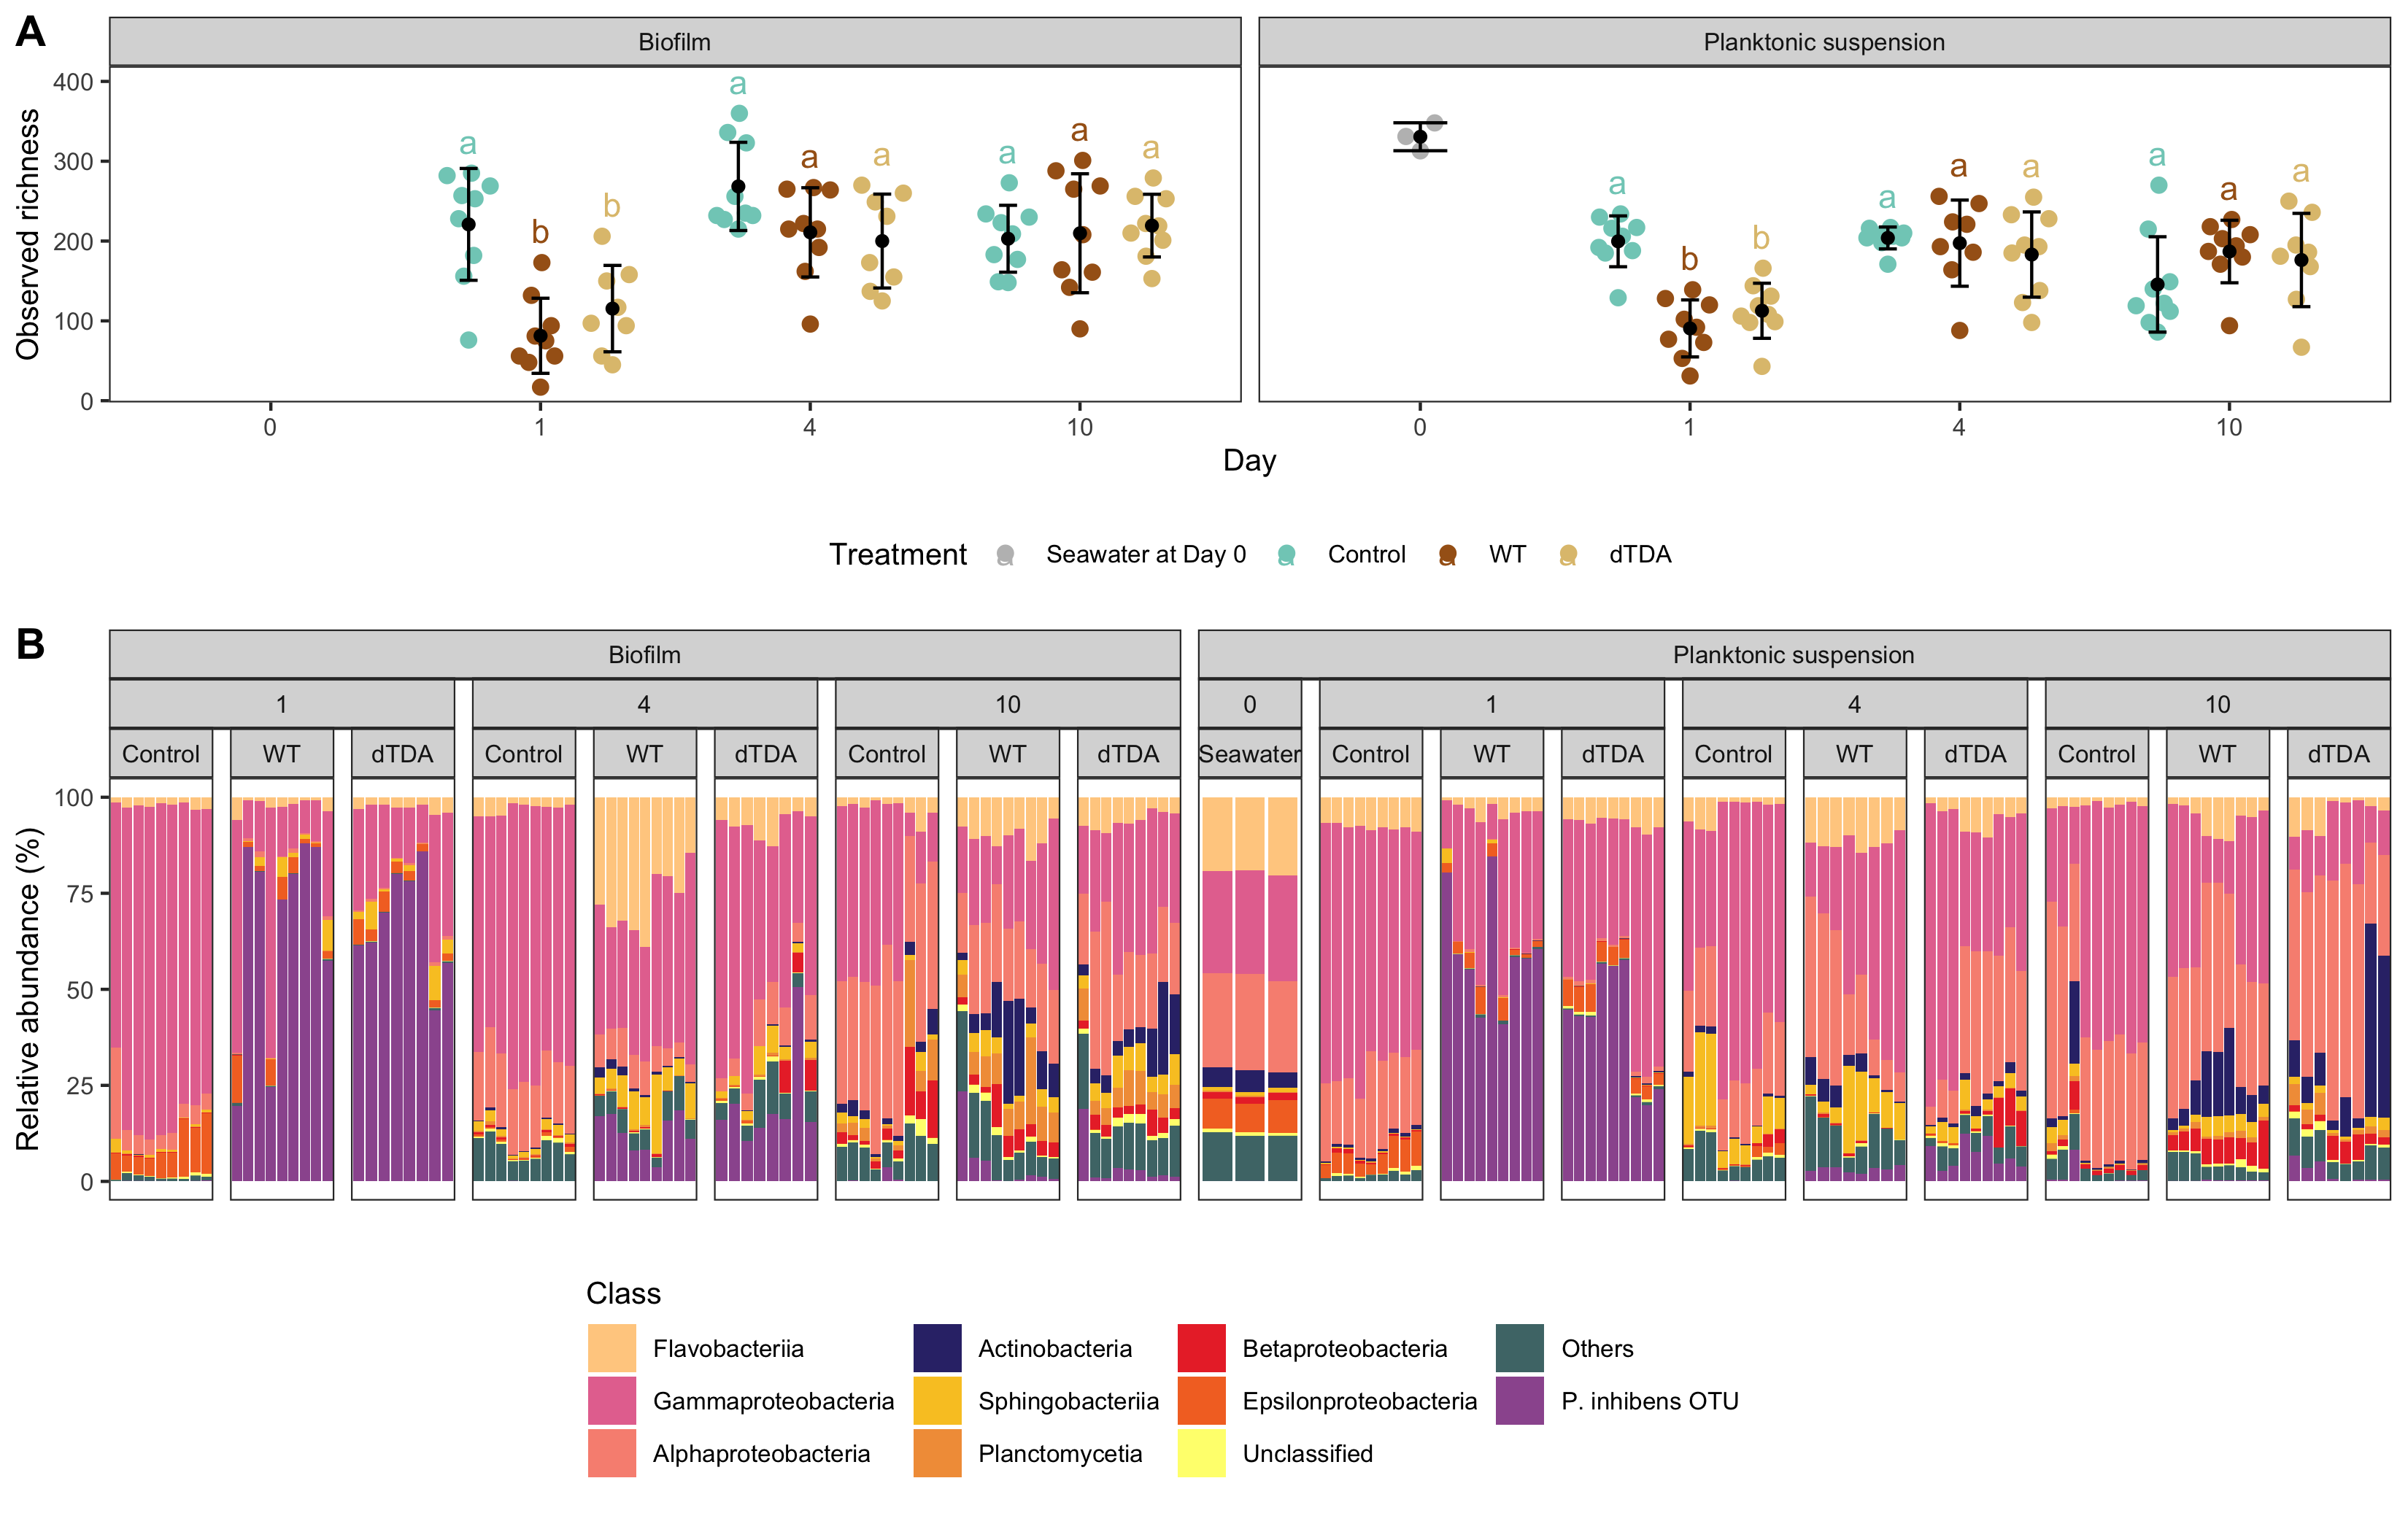 A
Biofilm
Planktonic suspension
Observed richness
400
300
200
100
0
a
b
b
a
a
a
a
a
a
a
b
b
a
a
a
a
a
a
0
1
4
10
0
1
4
10
Day
Treatment
a Seawater at Day 0
a Control
a WT
a dTDA
B
Biofilm
Planktonic suspension
1
4
10
0
1
4
10
Control
WT
dTDA
Control
WT
dTDA
Control
WT
dTDA
Seawater
Control
WT
dTDA
Control
WT
dTDA
Control
WT
dTDA
Relative abundance (%)
100
75
50
25
0
Class
Flavobacteriia
Gammaproteobacteria
Alphaproteobacteria
Actinobacteria
Sphingobacteriia
Planctomycetia
Betaproteobacteria
Epsilonproteobacteria
Unclassified
Others
P. inhibens OTU